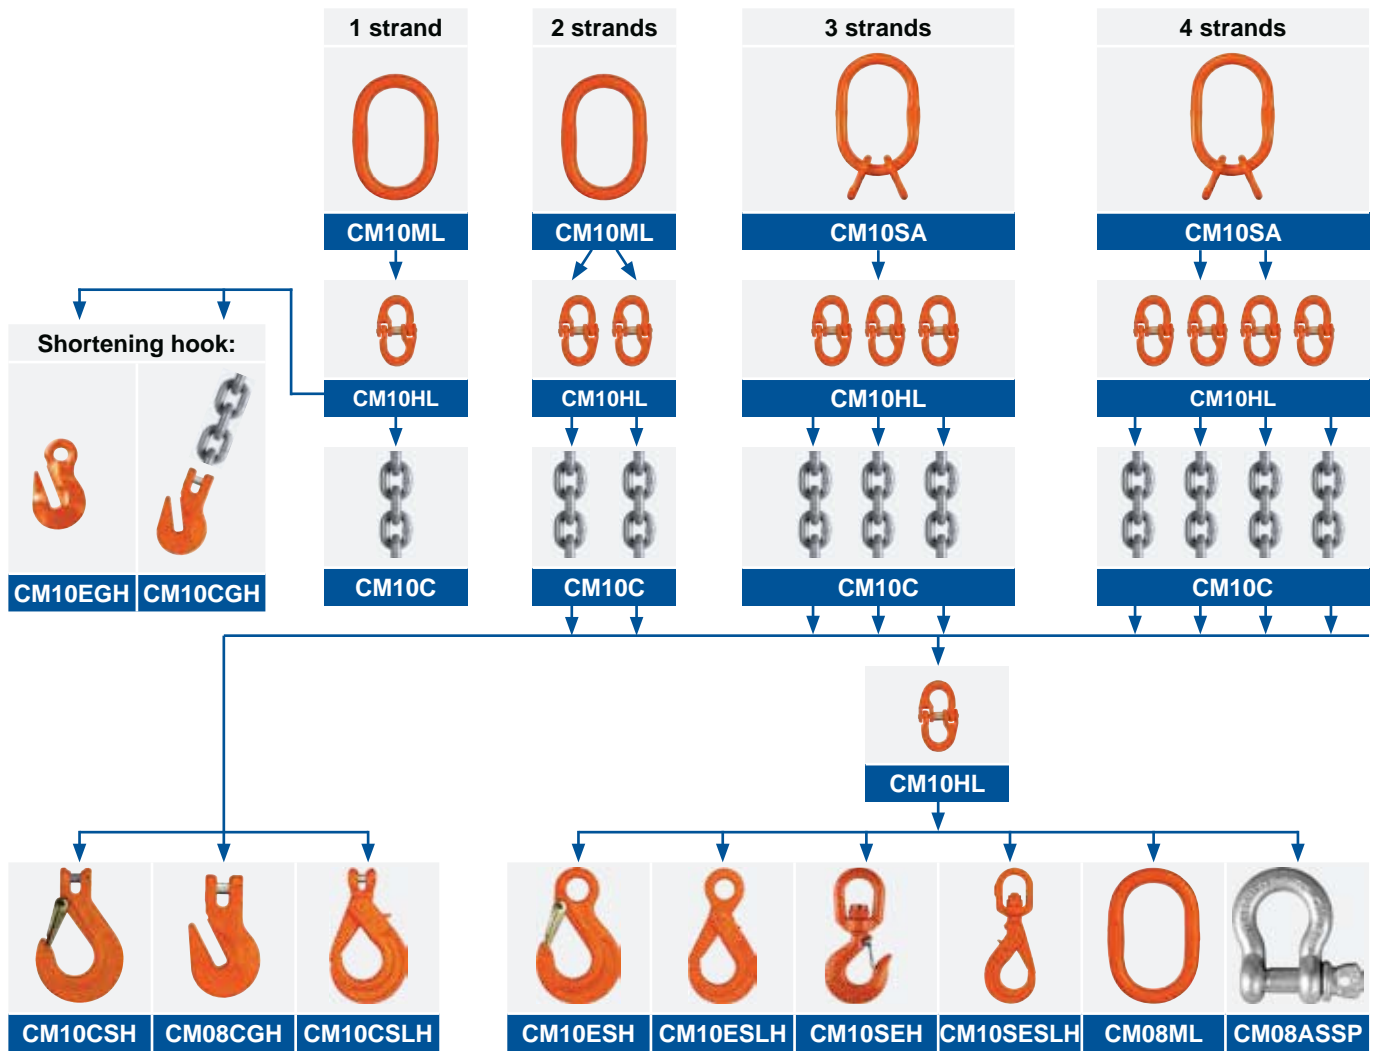 1 strand
2 strands
3 strands
4 strands
CM10ML
CM10ML
CM10SA
CM10SA
Shortening hook:
CM10HL
CM10HL
CM10HL
CM10HL
CM10EGH
CM10CGH
CM10C
CM10C
CM10C
CM10C
CM10HL
CM10CSH
CM08CGH
CM10CSLH
CM10ESH
CM10ESLH
CM10SEH
CM10SESLH
CM08ML
CM08ASSP